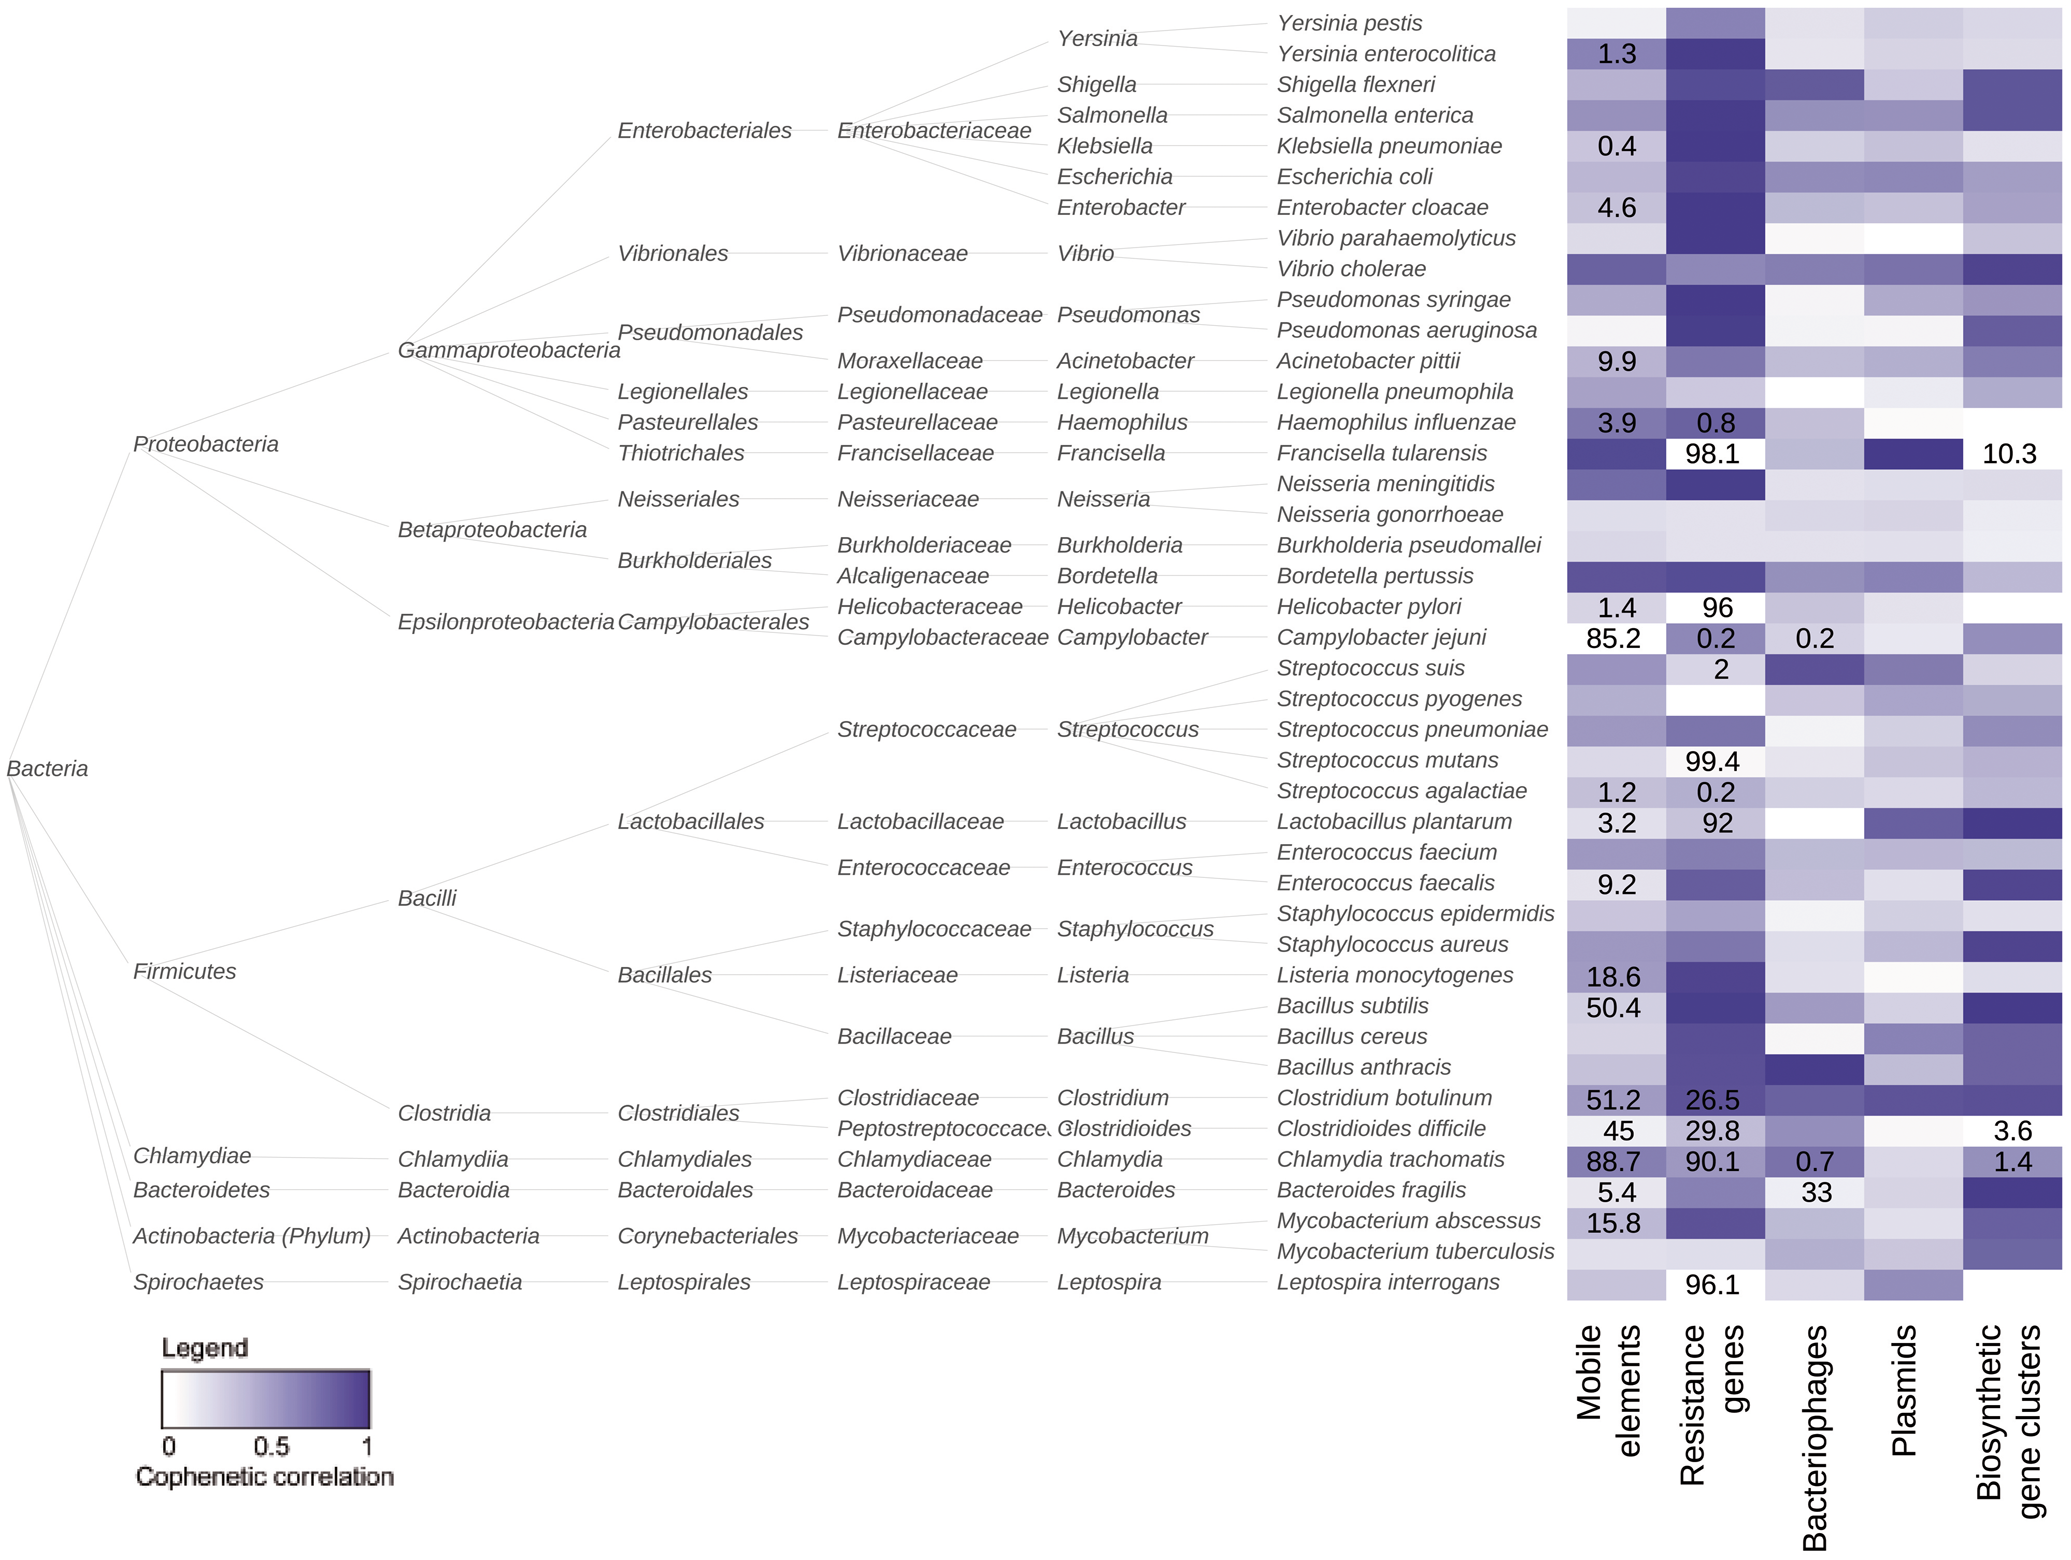 Yersinia pestis
Yersinia
Yersinia enterocolitica 1.3
Shigella Shigella flexneri
Salmonella Salmonella enterica
Enterobacteriales Enterobacteriaceae
Klebsiella Klebsiella pneumoniae 0.4
Escherichia Escherichia coli
Enterobacter Enterobacter cloacae 4.6
Vibrio parahaemolyticus
Vibrionales Vibrionaceae Vibrio
Vibrio cholerae
Pseudomonas syringae
Pseudomonadaceae Pseudomonas
Pseudomonadales Pseudomonas aeruginosa
Gammaproteobacteria
Moraxellaceae Acinetobacter Acinetobacter pittii 9.9
Legionellales Legionellaceae Legionella Legionella pneumophila
Pasteurellales Pasteurellaceae Haemophilus Haemophilus influenzae 3.9 0.8
Proteobacteria
Thiotrichales Francisellaceae Francisella Francisella tularensis 98.1 10.3
Neisseria meningitidis
Neisseriales Neisseriaceae Neisseria
Neisseria gonorrhoeae
Betaproteobacteria
Burkholderiaceae Burkholderia Burkholderia pseudomallei
Burkholderiales
Alcaligenaceae Bordetella Bordetella pertussis
Helicobacteraceae Helicobacter Helicobacter pylori 1.4 96
Epsilonproteobacteria Campylobacterales
Campylobacteraceae Campylobacter Campylobacter jejuni 85.2 0.2 0.2
Streptococcus suis 2
Streptococcus pyogenes
Streptococcaceae Streptococcus Streptococcus pneumoniae
Streptococcus mutans 99.4
Bacteria
Streptococcus agalactiae 1.2 0.2
Lactobacillales Lactobacillaceae Lactobacillus Lactobacillus plantarum 3.2 92
Enterococcus faecium
Enterococcaceae Enterococcus
Enterococcus faecalis 9.2
Bacilli
Staphylococcus epidermidis
Staphylococcaceae Staphylococcus
Staphylococcus aureus
Firmicutes
Bacillales Listeriaceae Listeria Listeria monocytogenes 18.6
Bacillus subtilis 50.4
Bacillaceae Bacillus Bacillus cereus
Bacillus anthracis
Clostridiaceae Clostridium Clostridium botulinum 51.2 26.5
Clostridia Clostridiales
Peptostreptococcace Clostridioides Clostridioides difficile 45 29.8 3.6
Chlamydiae Chlamydiia Chlamydiales Chlamydiaceae Chlamydia Chlamydia trachomatis 88.7 90.1 0.7 1.4
Bacteroidetes Bacteroidia Bacteroidales Bacteroidaceae Bacteroides Bacteroides fragilis 5.4 33
Mycobacterium abscessus 15.8
Actinobacteria (Phylum) Actinobacteria Corynebacteriales Mycobacteriaceae Mycobacterium
Mycobacterium tuberculosis
Spirochaetes Spirochaetia Leptospirales Leptospiraceae Leptospira Leptospira interrogans 96.1
Mobile
elements
Resistance
genes
Bacteriophages
Plasmids
Biosynthetic
gene clusters
Legend
0 0.5 1
Cophenetic correlation